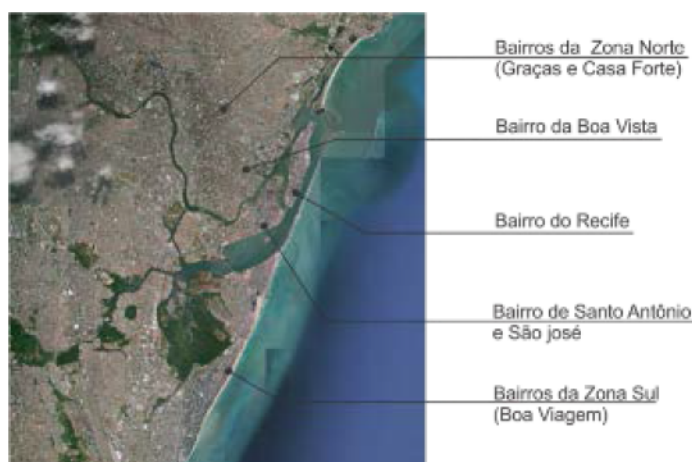 Bairros da Zona Norte
(Graças e Casa Forte)
Bairro da Boa Vista
Bairro do Recife
Bairro de Santo Antônio
e São josé
Bairros da Zona Sul
(Boa Viagem)